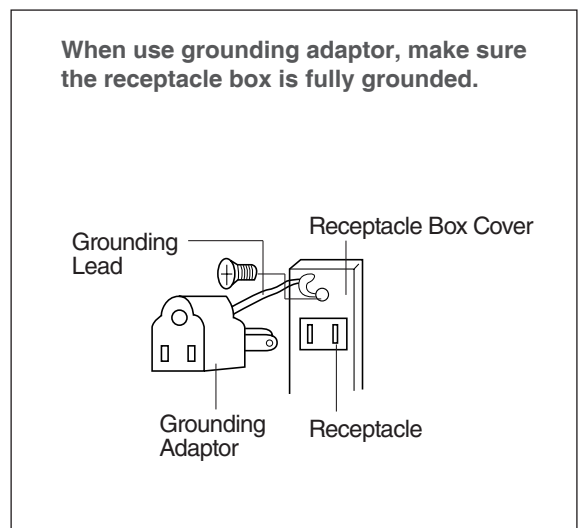 When use grounding adaptor, make sure
the receptacle box is fully grounded.
Receptacle Box Cover
Grounding
Lead
Grounding
Adaptor
Receptacle